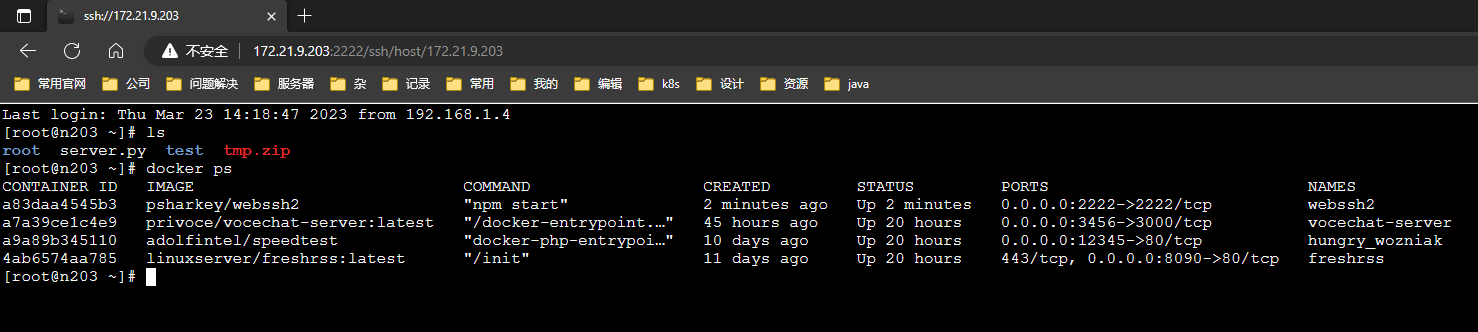 ssh://172.21.9.203
不安全 172.21.9.203:2222/ssh/host/172.21.9.203
常用官网 公司 问题解决 服务器 杂 记录 常用 我的 编辑 k8s 设计 资源 java
Last login: Thu Mar 23 14:18:47 2023 from 192.168.1.4
[root@n203 ~]# ls
root server.py test tmp.zip
[root@n203 ~]# docker ps
CONTAINER ID IMAGE COMMAND CREATED STATUS PORTS NAMES
a83daa4545b3 psharkey/webssh2 "npm start" 2 minutes ago Up 2 minutes 0.0.0.0:2222->2222/tcp webssh2
a7a39ce1c4e9 privoce/vocechat-server:latest "/docker-entrypoint.…" 45 hours ago Up 20 hours 0.0.0.0:3456->3000/tcp vocechat-server
a9a89b345110 adolfintel/speedtest "docker-php-entrypoi…" 10 days ago Up 20 hours 0.0.0.0:12345->80/tcp hungry_wozniak
4ab6574aa785 linuxserver/freshrss:latest "/init" 11 days ago Up 20 hours 443/tcp, 0.0.0.0:8090->80/tcp freshrss
[root@n203 ~]#